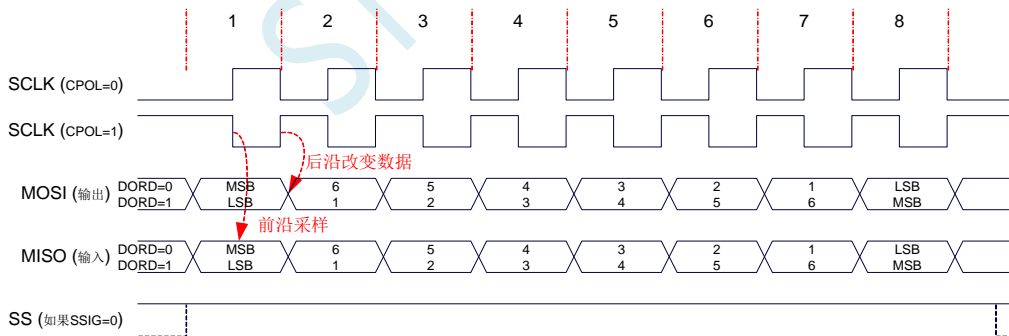 1 2 3 4 5 6 7 8
SCLK (CPOL=0)
SCLK (CPOL=1)
后沿改变数据
MOSI (输出) DORD=0 MSB 6 5 4 3 2 1 LSB
DORD=1 LSB 1 2 3 4 5 6 MSB
前沿采样
MISO (输入) DORD=0 MSB 6 5 4 3 2 1 LSB
DORD=1 LSB 1 2 3 4 5 6 MSB
SS (如果SSIG=0)